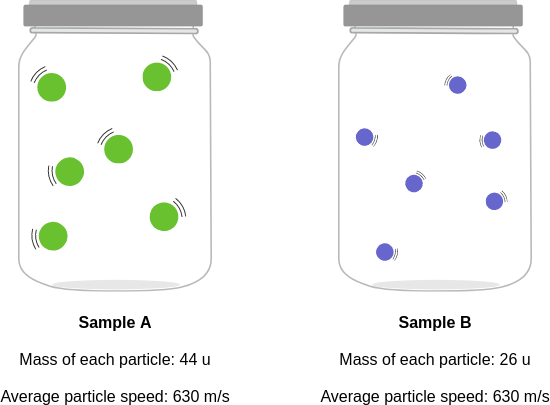 Sample A
Mass of each particle: 44 u
Average particle speed: 630 m/s
Sample B
Mass of each particle: 26 u
Average particle speed: 630 m/s